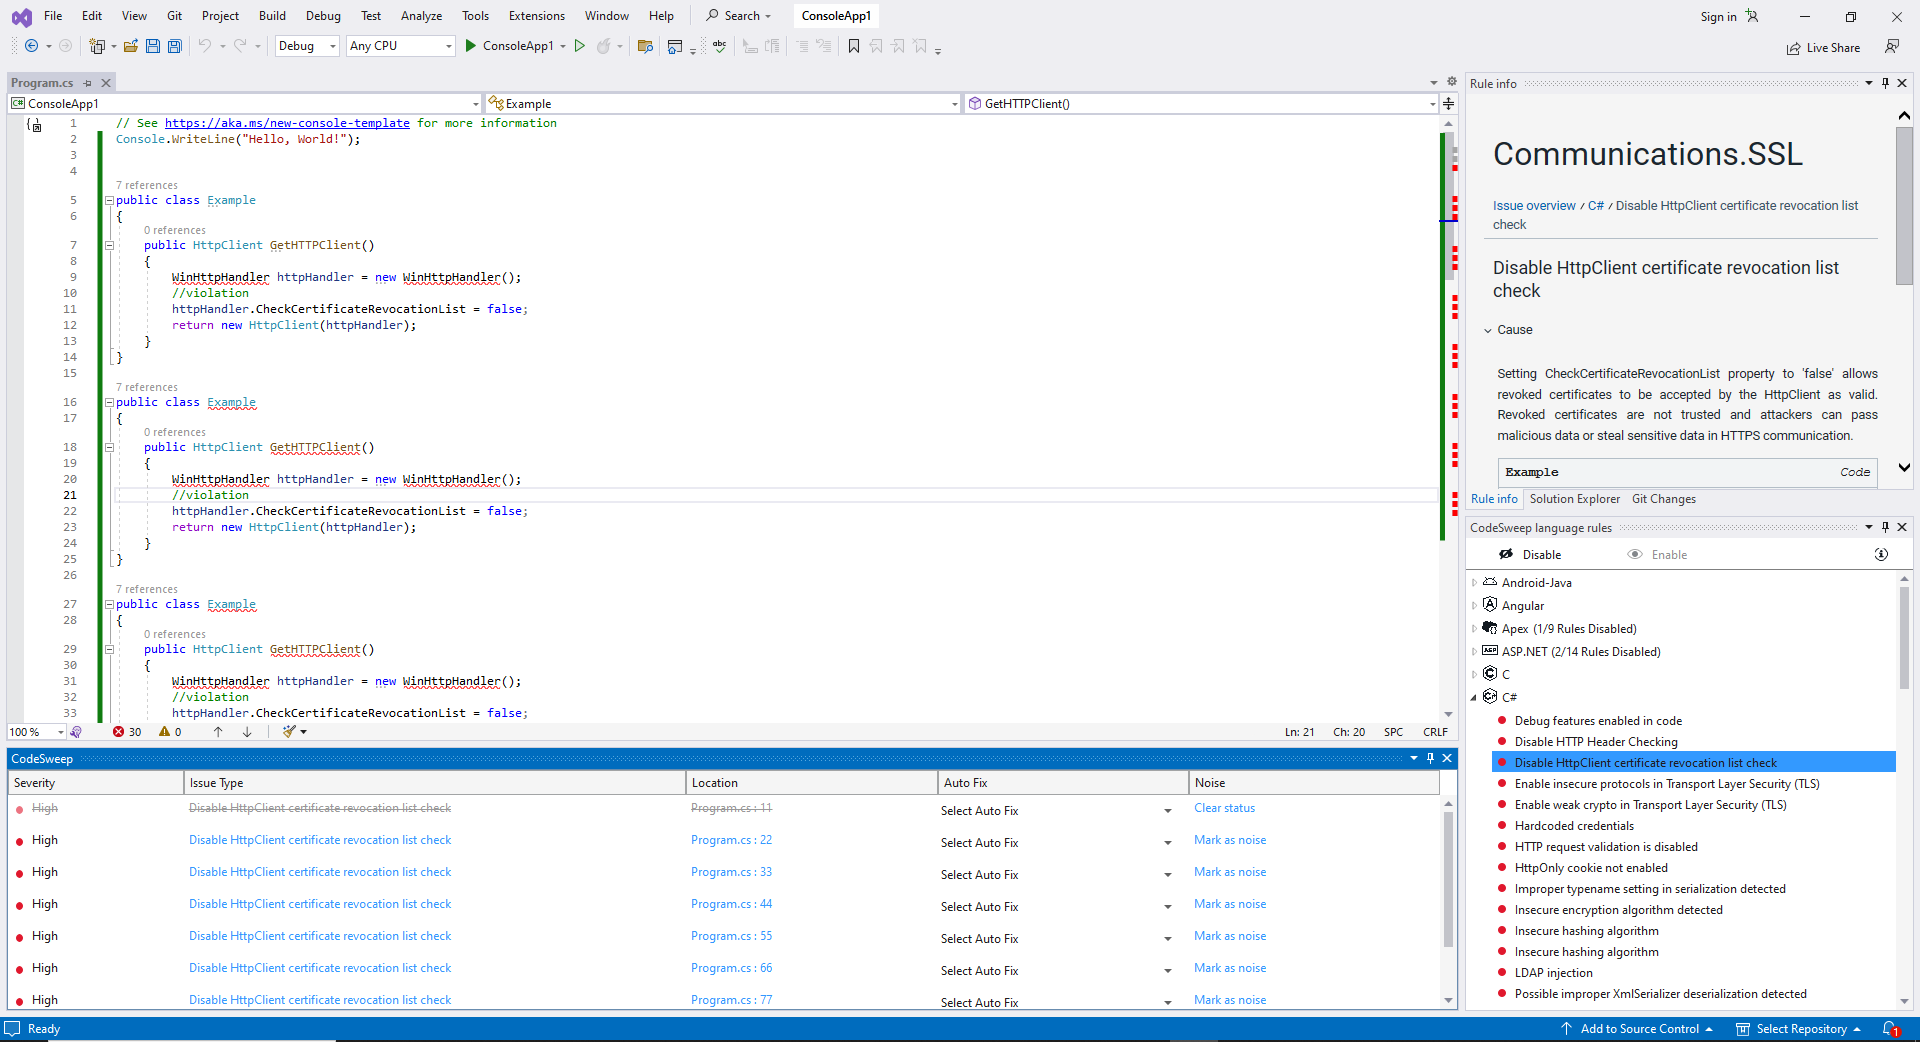 File Edit View Git Project Build Debug Test Analyze Tools Extensions Window Help Search ConsoleApp1 Sign in
Debug Any CPU ConsoleApp1 abc Live Share
Program.cs
C# ConsoleApp1 Example GetHTTPClient()
1 // See https://aka.ms/new-console-template for more information
2 Console.WriteLine("Hello, World!");
3
4
7 references
5 public class Example
6 {
0 references
7 public HttpClient GetHTTPClient()
8 {
9 WinHttpHandler httpHandler = new WinHttpHandler();
10 //violation
11 httpHandler.CheckCertificateRevocationList = false;
12 return new HttpClient(httpHandler);
13 }
14 }
15
7 references
16 public class Example
17 {
0 references
18 public HttpClient GetHTTPClient()
19 {
20 WinHttpHandler httpHandler = new WinHttpHandler();
21 //violation
22 httpHandler.CheckCertificateRevocationList = false;
23 return new HttpClient(httpHandler);
24 }
25 }
26
7 references
27 public class Example
28 {
0 references
29 public HttpClient GetHTTPClient()
30 {
31 WinHttpHandler httpHandler = new WinHttpHandler();
32 //violation
33 httpHandler.CheckCertificateRevocationList = false;
100 % 30 0 Ln: 21 Ch: 20 SPC CRLF
CodeSweep
Severity Issue Type Location Auto Fix Noise
High Disable HttpClient certificate revocation list check Program.cs : 11 Select Auto Fix Clear status
High Disable HttpClient certificate revocation list check Program.cs : 22 Select Auto Fix Mark as noise
High Disable HttpClient certificate revocation list check Program.cs : 33 Select Auto Fix Mark as noise
High Disable HttpClient certificate revocation list check Program.cs : 44 Select Auto Fix Mark as noise
High Disable HttpClient certificate revocation list check Program.cs : 55 Select Auto Fix Mark as noise
High Disable HttpClient certificate revocation list check Program.cs : 66 Select Auto Fix Mark as noise
High Disable HttpClient certificate revocation list check Program.cs : 77 Select Auto Fix Mark as noise
Rule info
Communications.SSL
Issue overview / C# / Disable HttpClient certificate revocation list
check
Disable HttpClient certificate revocation list
check
Cause
Setting CheckCertificateRevocationList property to 'false' allows
revoked certificates to be accepted by the HttpClient as valid.
Revoked certificates are not trusted and attackers can pass
malicious data or steal sensitive data in HTTPS communication.
Example Code
Rule info Solution Explorer Git Changes
CodeSweep language rules
Disable Enable
Android-Java
Angular
Apex (1/9 Rules Disabled)
ASP ASP.NET (2/14 Rules Disabled)
C
C#
Debug features enabled in code
Disable HTTP Header Checking
Disable HttpClient certificate revocation list check
Enable insecure protocols in Transport Layer Security (TLS)
Enable weak crypto in Transport Layer Security (TLS)
Hardcoded credentials
HTTP request validation is disabled
HttpOnly cookie not enabled
Improper typename setting in serialization detected
Insecure encryption algorithm detected
Insecure hashing algorithm
Insecure hashing algorithm
LDAP injection
Possible improper XmlSerializer deserialization detected
Ready Add to Source Control Select Repository 1